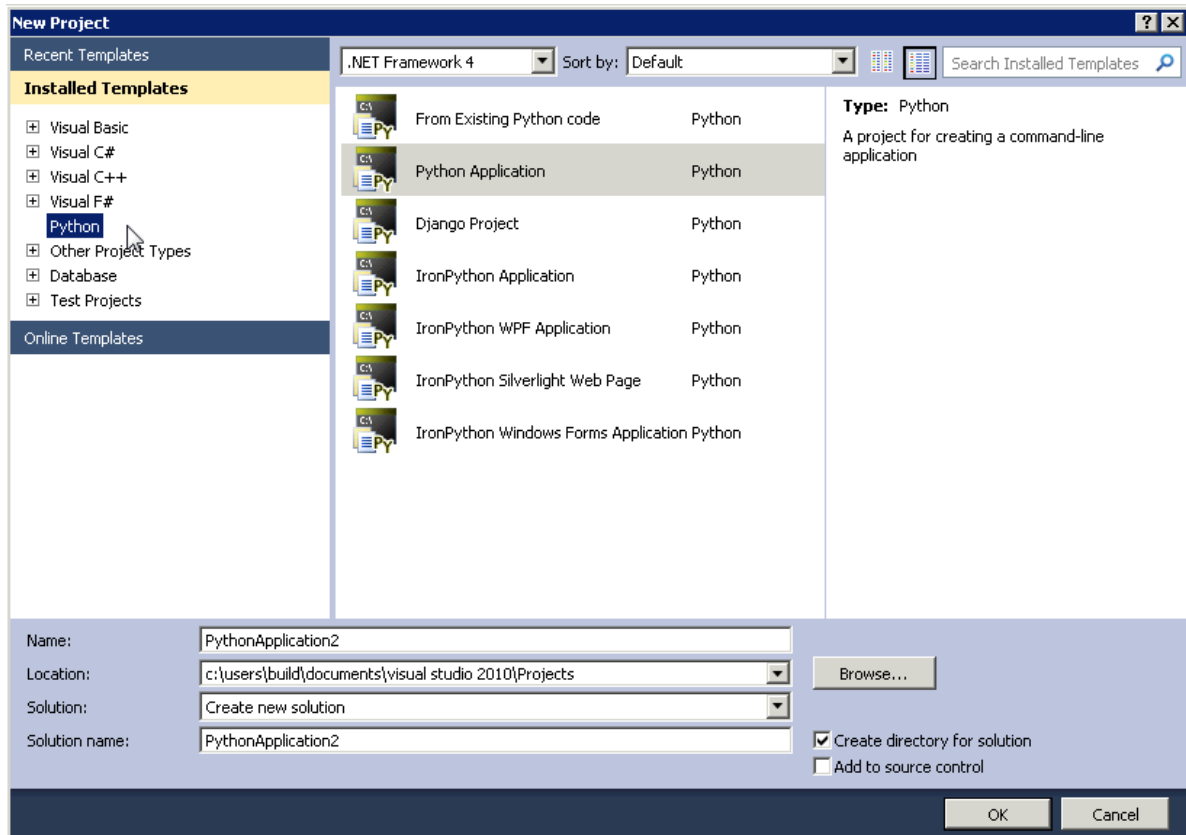 New Project
Recent Templates
Installed Templates
Visual Basic
Visual C#
Visual C++
Visual F#
Python
Other Project Types
Database
Test Projects
Online Templates
.NET Framework 4 Sort by: Default Search Installed Templates
From Existing Python code Python
Python Application Python
Django Project Python
IronPython Application Python
IronPython WPF Application Python
IronPython Silverlight Web Page Python
IronPython Windows Forms Application Python
Type: Python
A project for creating a command-line
application
Name: PythonApplication2
Location: c:\users\build\documents\visual studio 2010\Projects Browse...
Solution: Create new solution
Solution name: PythonApplication2
Create directory for solution
Add to source control
OK Cancel